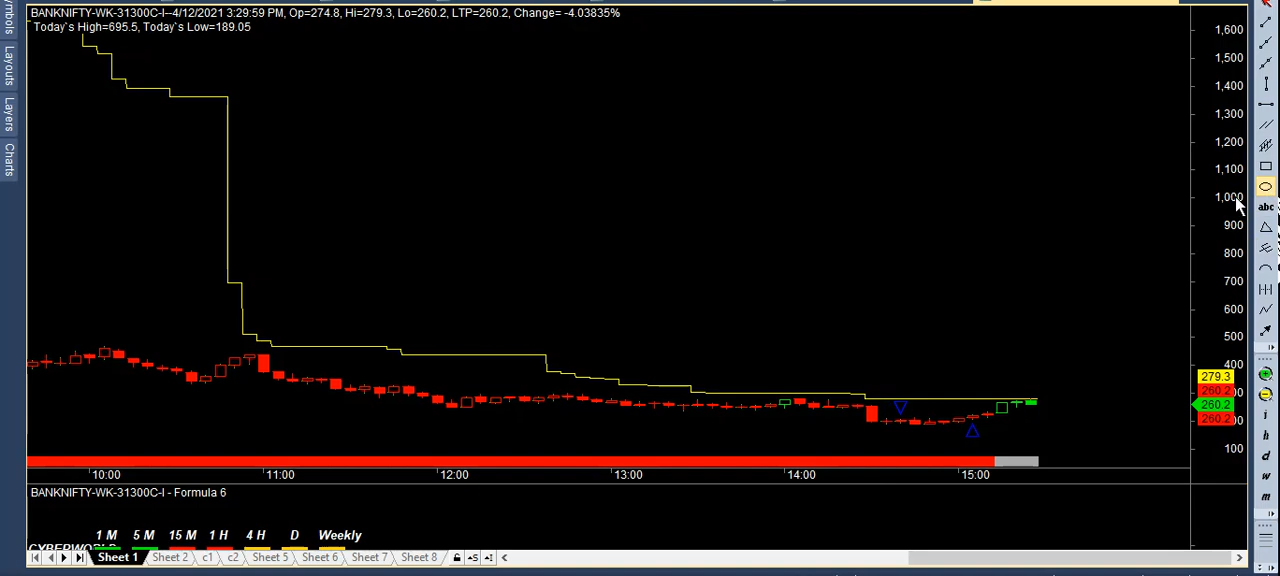 BANKNIFTY-WK-31300C-I--4/12/2021 3:29:59 PM, Op=274.8, Hi=279.3, Lo=260.2, LTP=260.2, Change= -4.03835%
Today`s High=695.5, Today`s Low=189.05
Layouts
Layers
Charts
1,600
1,500
1,400
1,300
1,200
1,100
1,000
900
800
700
600
500
400
279.3
260.2
260.2
260.2
100
abc
i
h
d
w
m
10:00 11:00 12:00 13:00 14:00 15:00
BANKNIFTY-WK-31300C-I - Formula 6
1 M 5 M 15 M 1 H 4 H D Weekly
Sheet 1 Sheet 2 c1 c2 Sheet 5 Sheet 6 Sheet 7 Sheet 8